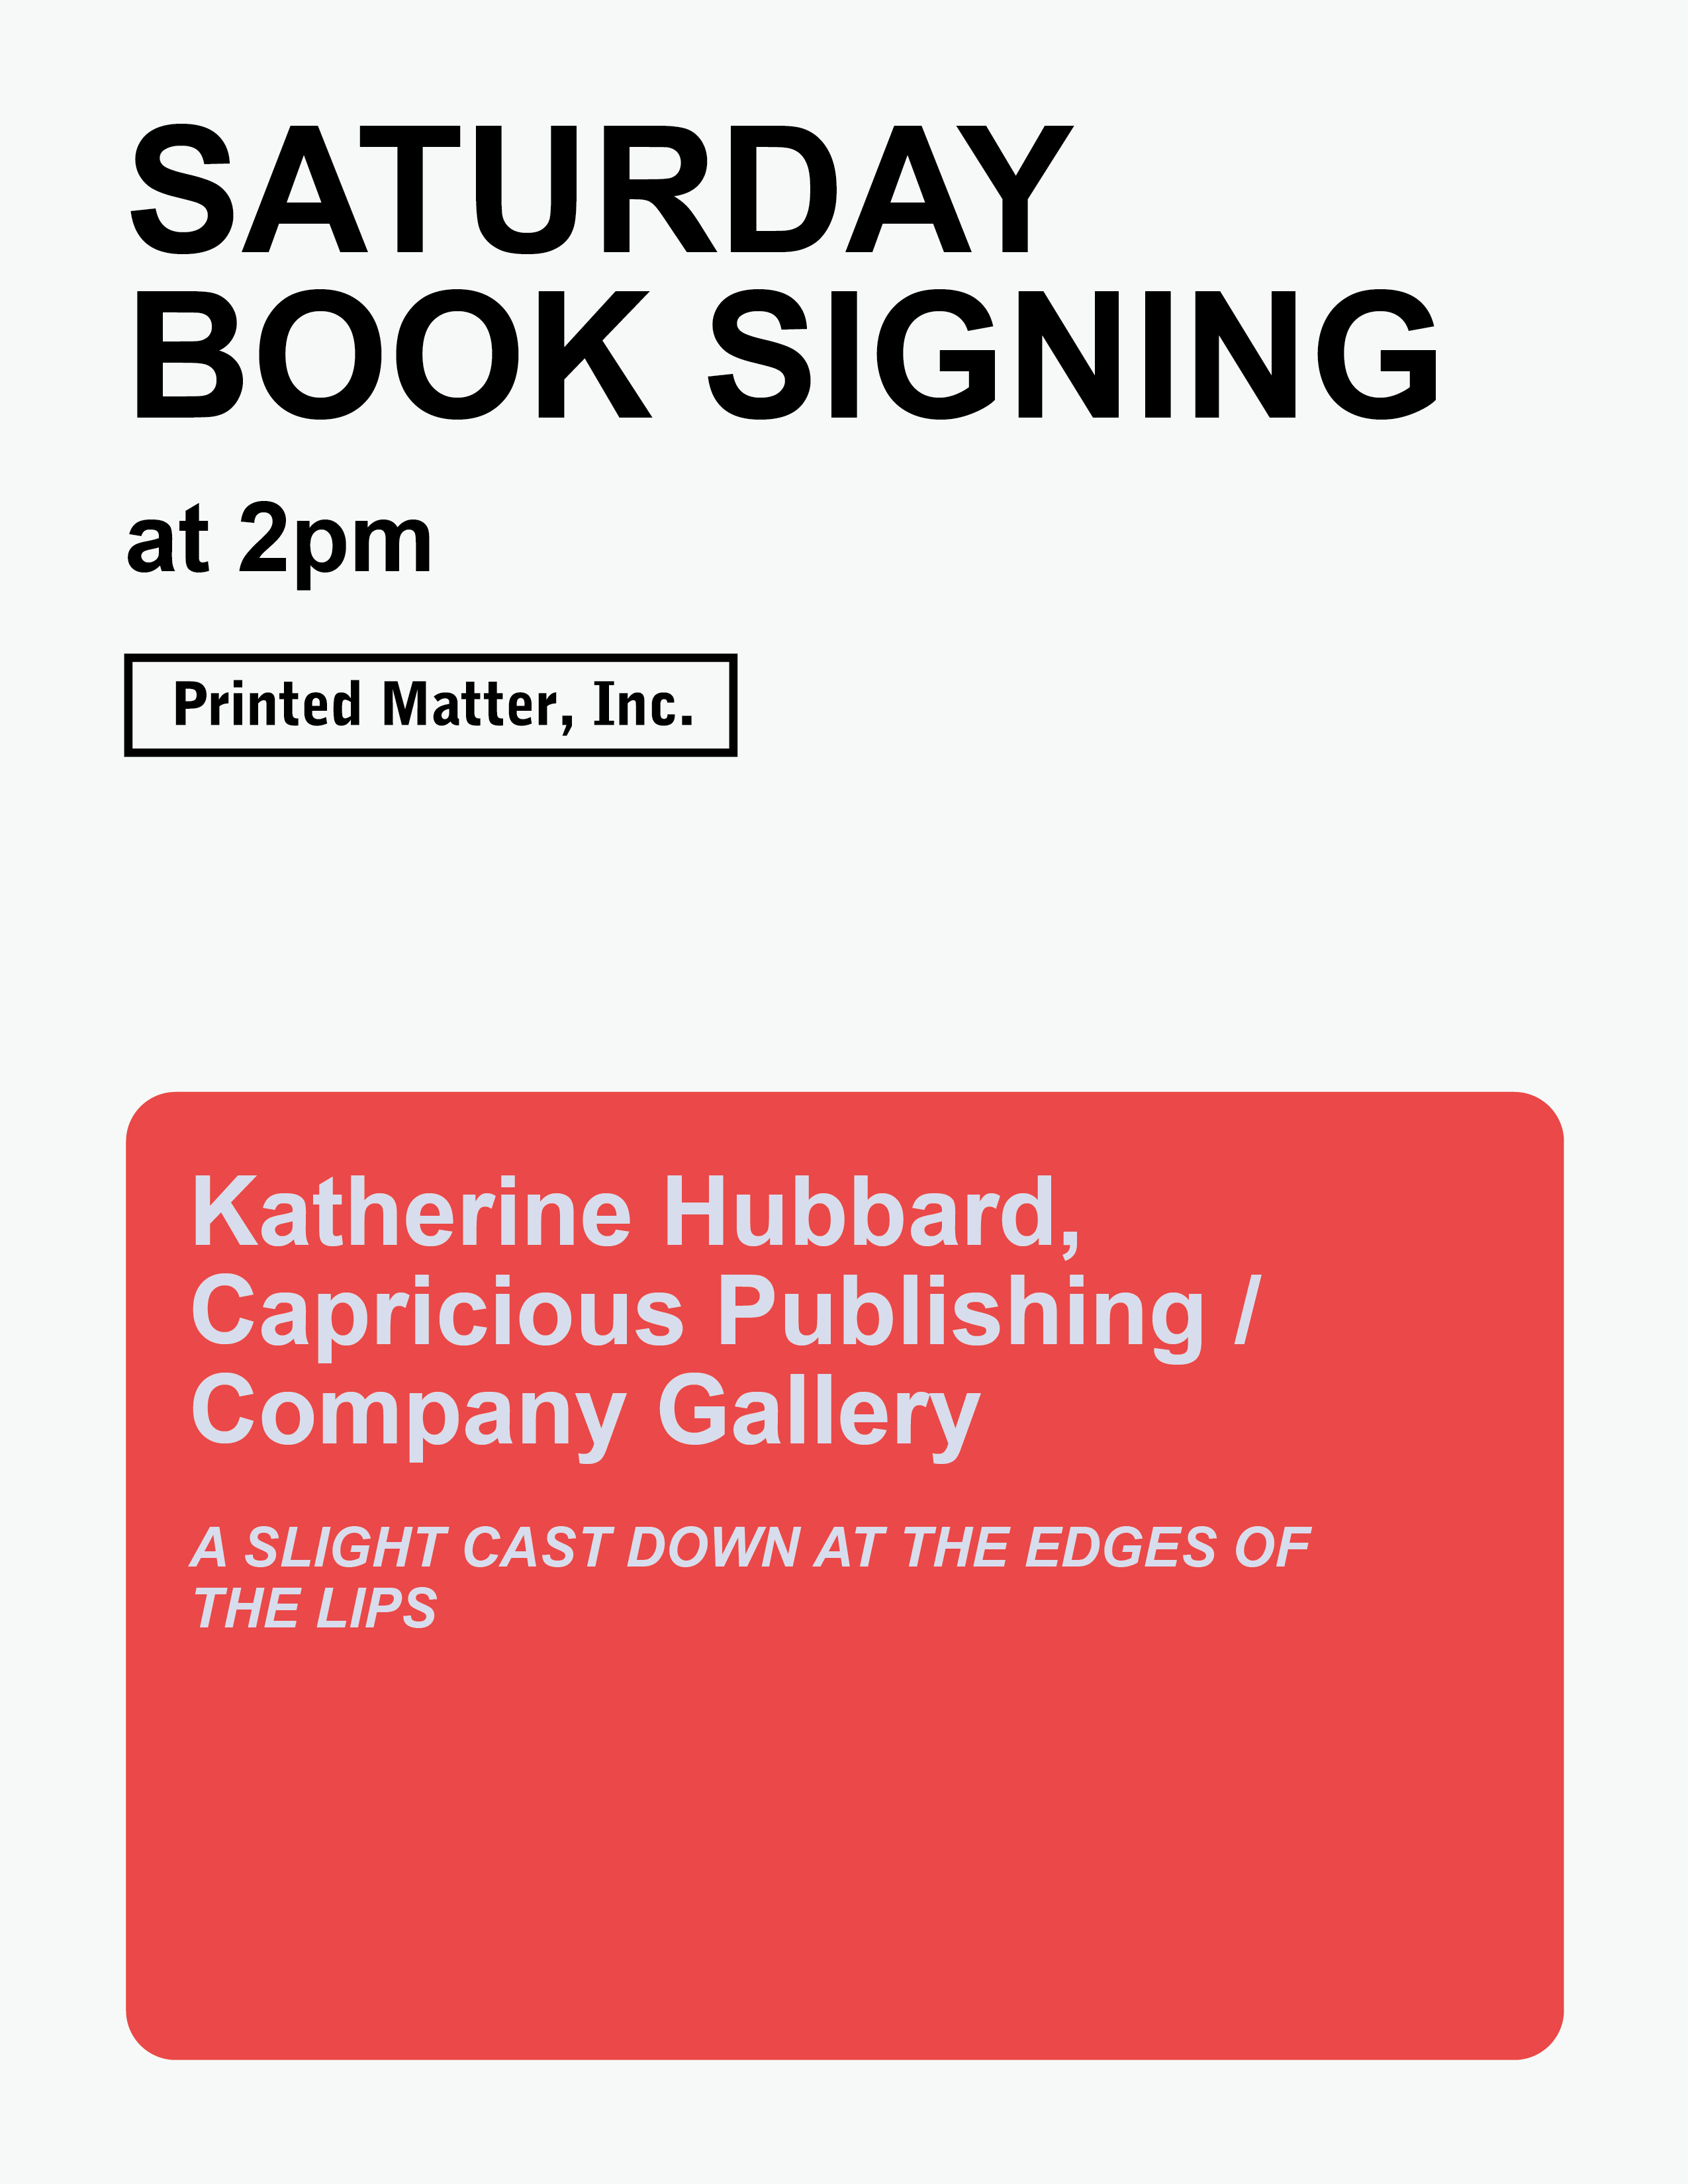 SATURDAY
BOOK SIGNING
at 2pm
Printed Matter, Inc.
Katherine Hubbard,
Capricious Publishing /
Company Gallery
A SLIGHT CAST DOWN AT THE EDGES OF
THE LIPS